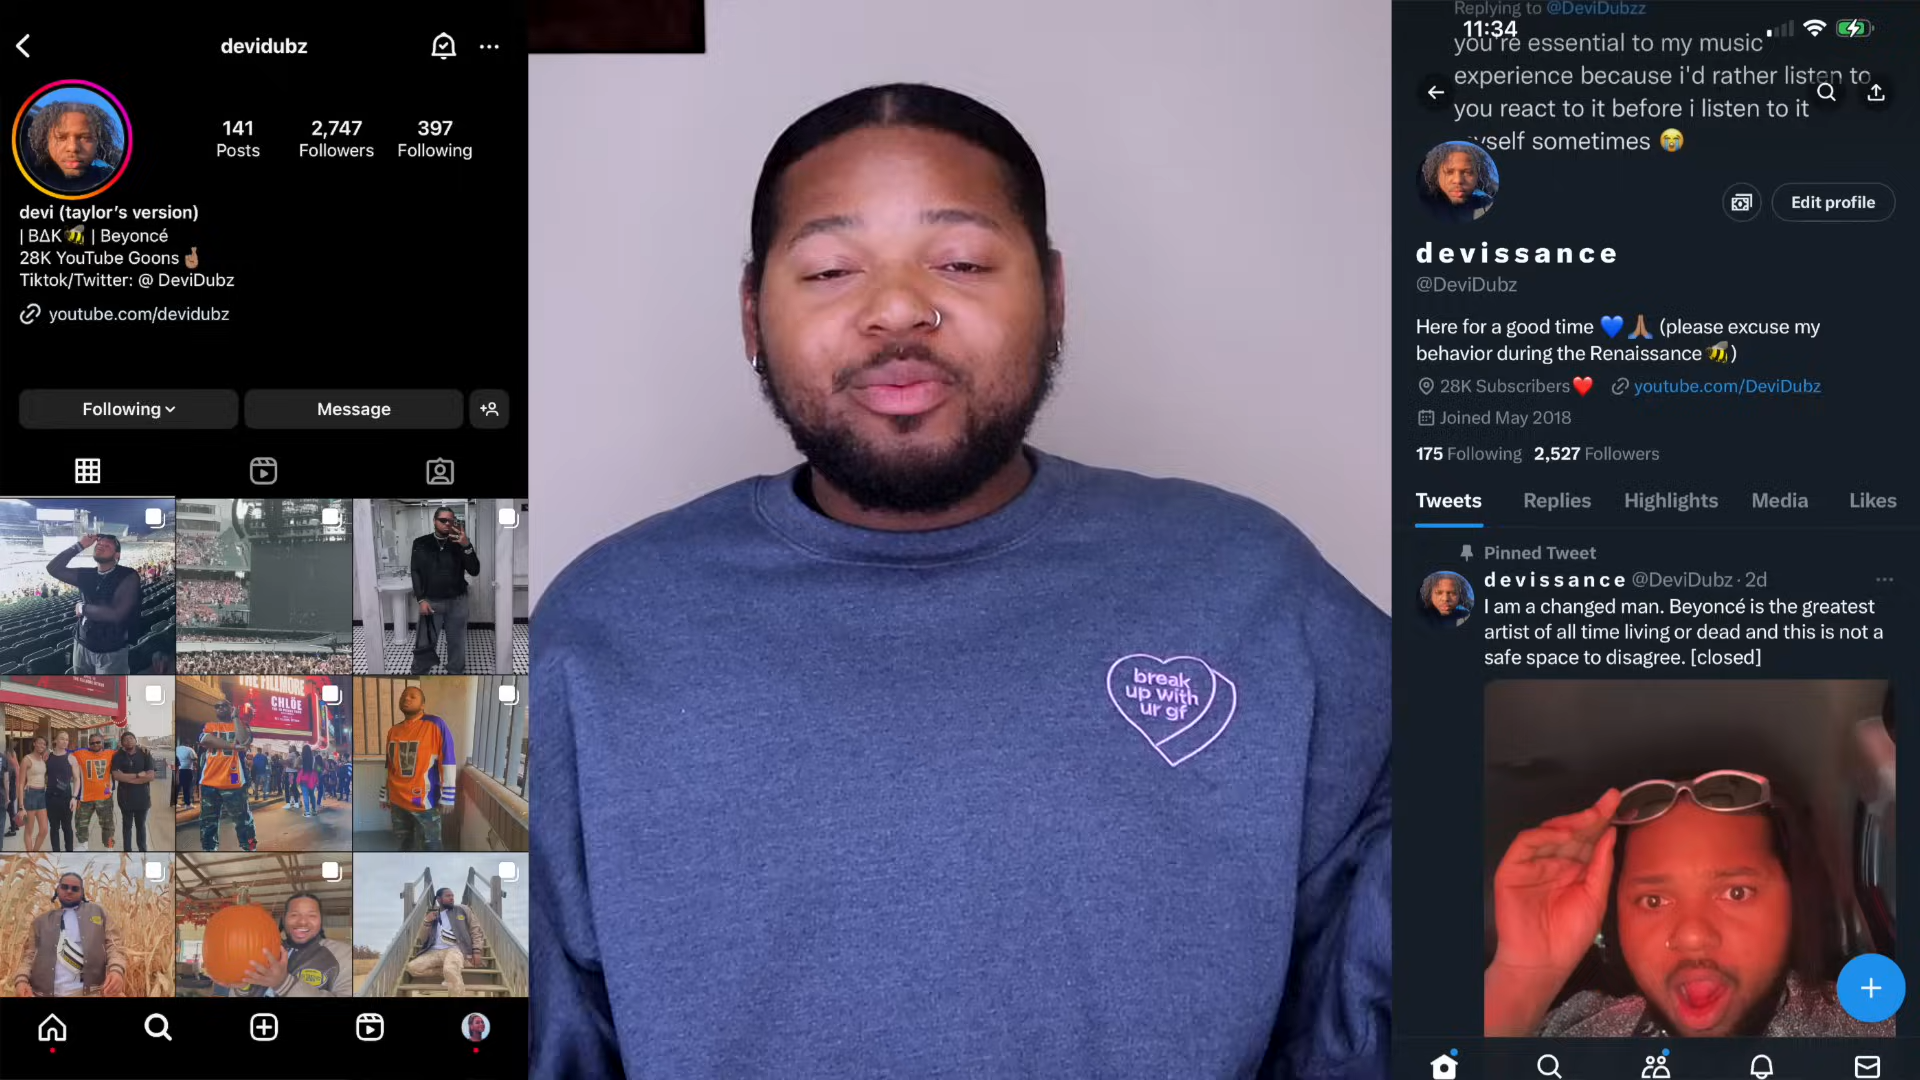 devidubz
141 2,747 397
Posts Followers Following
devi (taylor's version)
| BΔK🐝 | Beyoncé
28K YouTube Goons🤞🏽
Tiktok/Twitter: @ DeviDubz
youtube.com/devidubz
Following Message
THE FILLMORE
CHLÖE
IV
IV
break
up with
ur gf
Replying to @DeviDubzz
11:34
you're essential to my music
experience because i'd rather listen to
you react to it before i listen to it
sometimes 😭
Edit profile
devissance
@DeviDubz
Here for a good time 💙🙏🏽 (please excuse my
behavior during the Renaissance 🐝)
28K Subscribers❤️ youtube.com/DeviDubz
Joined May 2018
175 Following 2,527 Followers
Tweets Replies Highlights Media Likes
Pinned Tweet
devissance @DeviDubz · 2d
I am a changed man. Beyoncé is the greatest
artist of all time living or dead and this is not a
safe space to disagree. [closed]